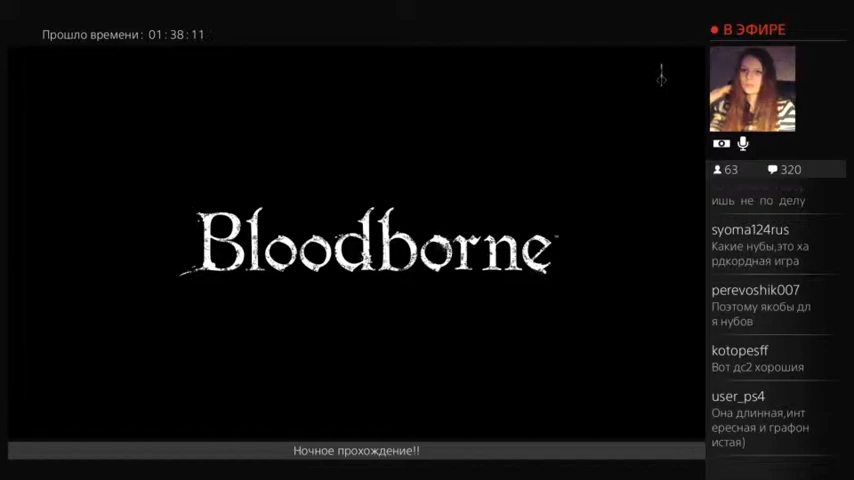 Прошло времени: 01:38:11
В ЭФИРЕ
Bloodborne
63 320
ишь не по делу
syoma124rus
Какие нубы,это ха
рдкордная игра
perevoshik007
Поэтому якобы дл
я нубов
kotopesff
Вот дс2 хорошия
user_ps4
Она длинная,инт
ересная и графон
истая)
Ночное прохождение!!